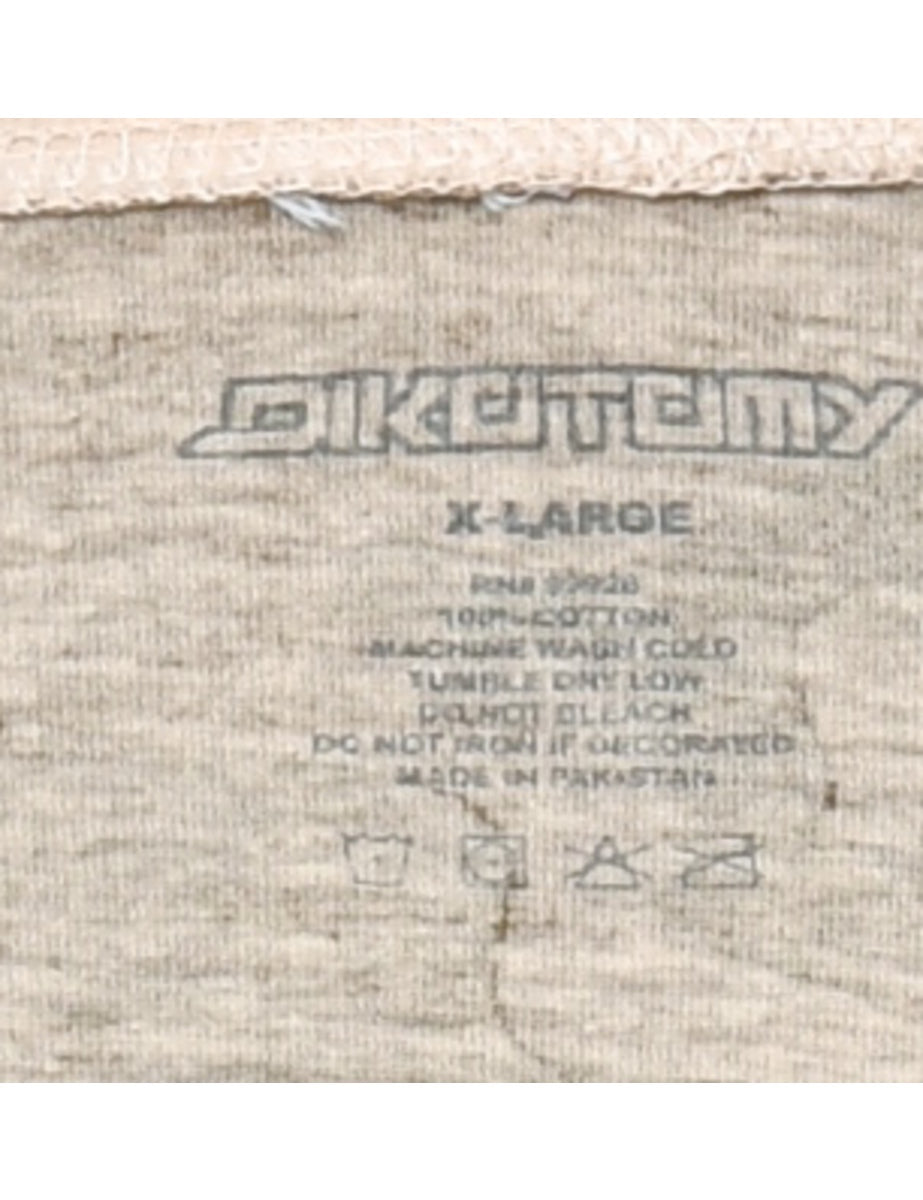 DIKOTOMY
X-LARGE
RN#
100% COTTON
MACHINE WASH COLD
TUMBLE DRY LOW
DO NOT BLEACH
DO NOT IRON IF DECORATED
MADE IN PAKISTAN